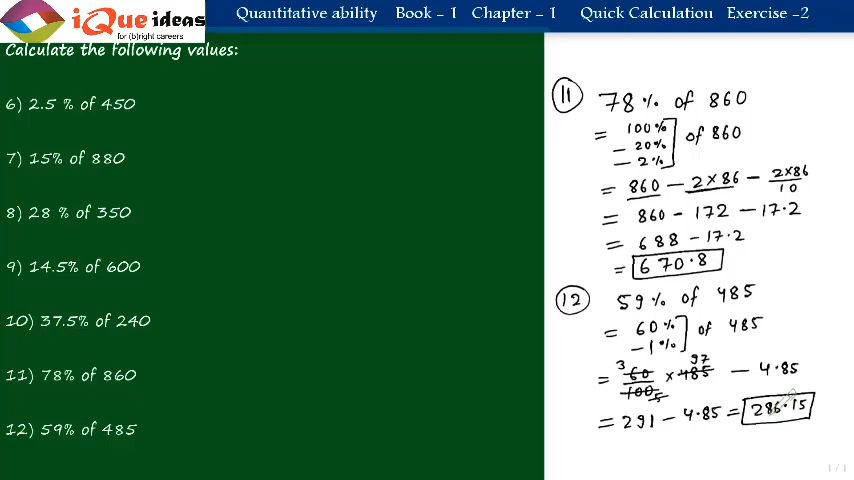 iQue ideas
for (b)right careers
Quantitative ability Book - 1 Chapter - 1 Quick Calculation Exercise -2
Calculate the following values:
6) 2.5 % of 450
7) 15% of 880
8) 28 % of 350
9) 14.5% of 600
10) 37.5% of 240
11) 78% of 860
12) 59% of 485
11 78% of 860
= 100% - 20% - 2% ] of 860
= 860 - 2×86 - 2×86/10
= 860 - 172 - 17.2
= 688 - 17.2
= 670.8
12 59% of 485
= 60% - 1% ] of 485
= 3 60/100 5 × 485 97 - 4.85
= 291 - 4.85 = 286.15
1 / 1